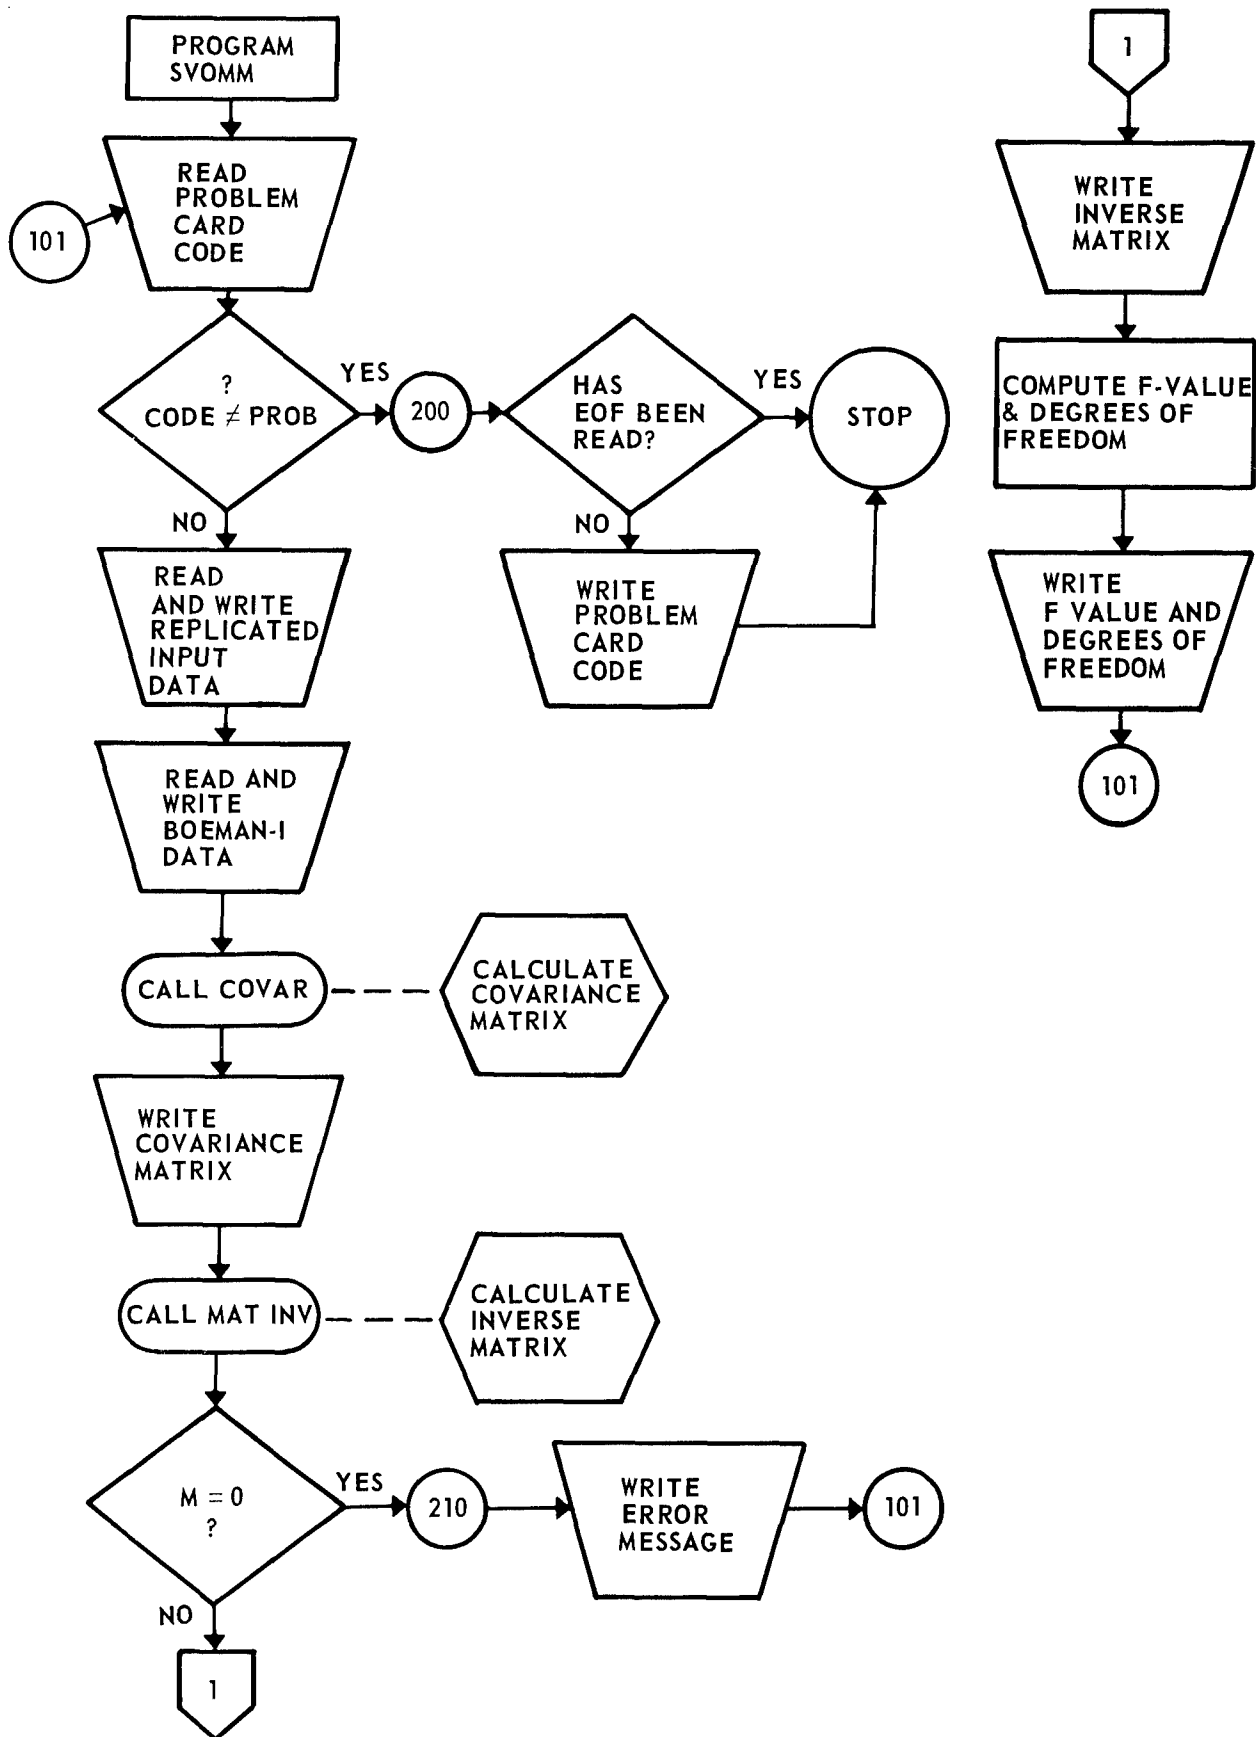 PROGRAM
SVOMM
READ
PROBLEM
CARD
CODE
101
?
CODE ≠ PROB
YES
200
HAS
EOF BEEN
READ?
YES
STOP
NO
WRITE
PROBLEM
CARD
CODE
NO
READ
AND WRITE
REPLICATED
INPUT
DATA
READ AND
WRITE
BOEMAN-I
DATA
CALL COVAR
CALCULATE
COVARIANCE
MATRIX
WRITE
COVARIANCE
MATRIX
CALL MAT INV
CALCULATE
INVERSE
MATRIX
M = 0
?
YES
210
WRITE
ERROR
MESSAGE
101
NO
1
1
WRITE
INVERSE
MATRIX
COMPUTE F-VALUE
& DEGREES OF
FREEDOM
WRITE
F VALUE AND
DEGREES OF
FREEDOM
101